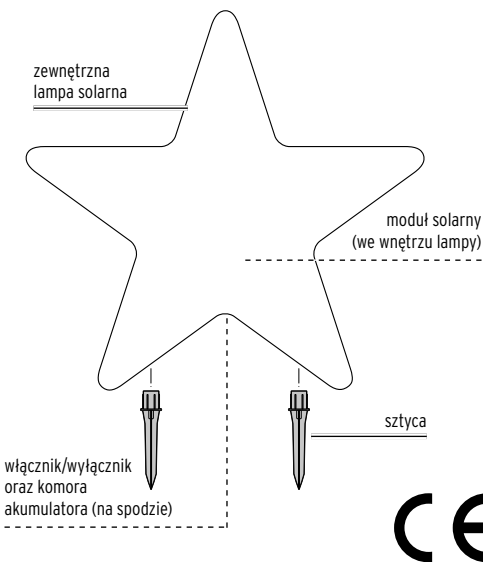 zewnętrzna
lampa solarna
moduł solarny
(we wnętrzu lampy)
sztyca
włącznik/wyłącznik
oraz komora
akumulatora (na spodzie)
CE